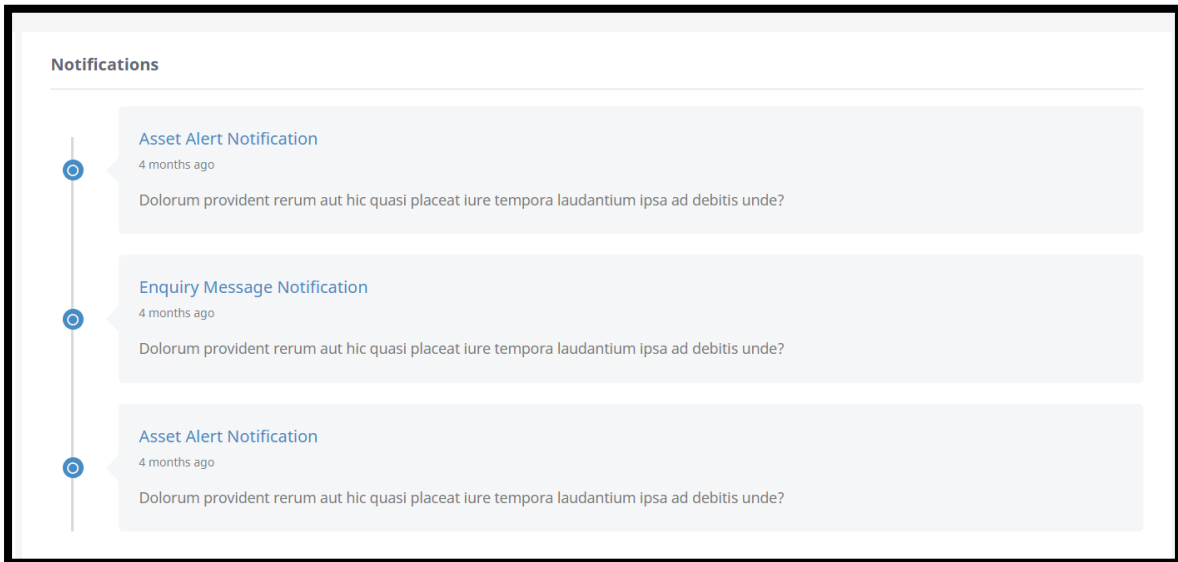 Notifications
Asset Alert Notification
4 months ago
Dolorum provident rerum aut hic quasi placeat iure tempora laudantium ipsa ad debitis unde?
Enquiry Message Notification
4 months ago
Dolorum provident rerum aut hic quasi placeat iure tempora laudantium ipsa ad debitis unde?
Asset Alert Notification
4 months ago
Dolorum provident rerum aut hic quasi placeat iure tempora laudantium ipsa ad debitis unde?